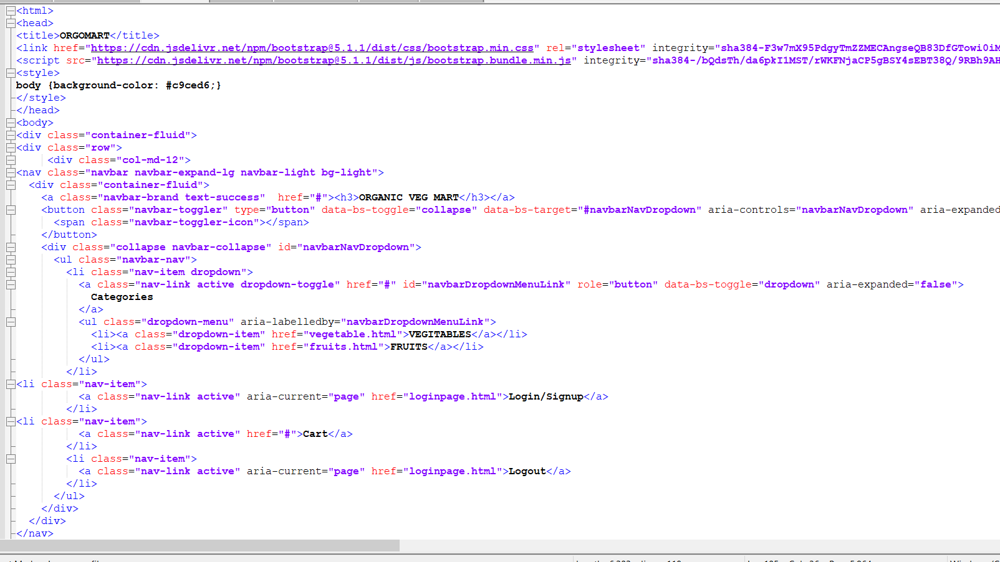 <html>
<head>
<title>ORGOMART</title>
<link href="https://cdn.jsdelivr.net/npm/bootstrap@5.1.1/dist/css/bootstrap.min.css" rel="stylesheet" integrity="sha384-F3w7mX95PdgyTmZZMECAngseQB83DfGTowi0iM
<script src="https://cdn.jsdelivr.net/npm/bootstrap@5.1.1/dist/js/bootstrap.bundle.min.js" integrity="sha384-/bQdsTh/da6pkI1MST/rWKFNjaCP5gBSY4sEBT38Q/9RBh9AH
<style>
body {background-color: #c9ced6;}
</style>
</head>
<body>
<div class="container-fluid">
<div class="row">
<div class="col-md-12">
<nav class="navbar navbar-expand-lg navbar-light bg-light">
<div class="container-fluid">
<a class="navbar-brand text-success"  href="#"><h3>ORGANIC VEG MART</h3></a>
<button class="navbar-toggler" type="button" data-bs-toggle="collapse" data-bs-target="#navbarNavDropdown" aria-controls="navbarNavDropdown" aria-expanded
<span class="navbar-toggler-icon"></span>
</button>
<div class="collapse navbar-collapse" id="navbarNavDropdown">
<ul class="navbar-nav">
<li class="nav-item dropdown">
<a class="nav-link active dropdown-toggle" href="#" id="navbarDropdownMenuLink" role="button" data-bs-toggle="dropdown" aria-expanded="false">
Categories
</a>
<ul class="dropdown-menu" aria-labelledby="navbarDropdownMenuLink">
<li><a class="dropdown-item" href="vegetable.html">VEGITABLES</a></li>
<li><a class="dropdown-item" href="fruits.html">FRUITS</a></li>
</ul>
</li>
<li class="nav-item">
<a class="nav-link active" aria-current="page" href="loginpage.html">Login/Signup</a>
</li>
<li class="nav-item">
<a class="nav-link active" href="#">Cart</a>
</li>
<li class="nav-item">
<a class="nav-link active" aria-current="page" href="loginpage.html">Logout</a>
</li>
</ul>
</div>
</div>
</nav>